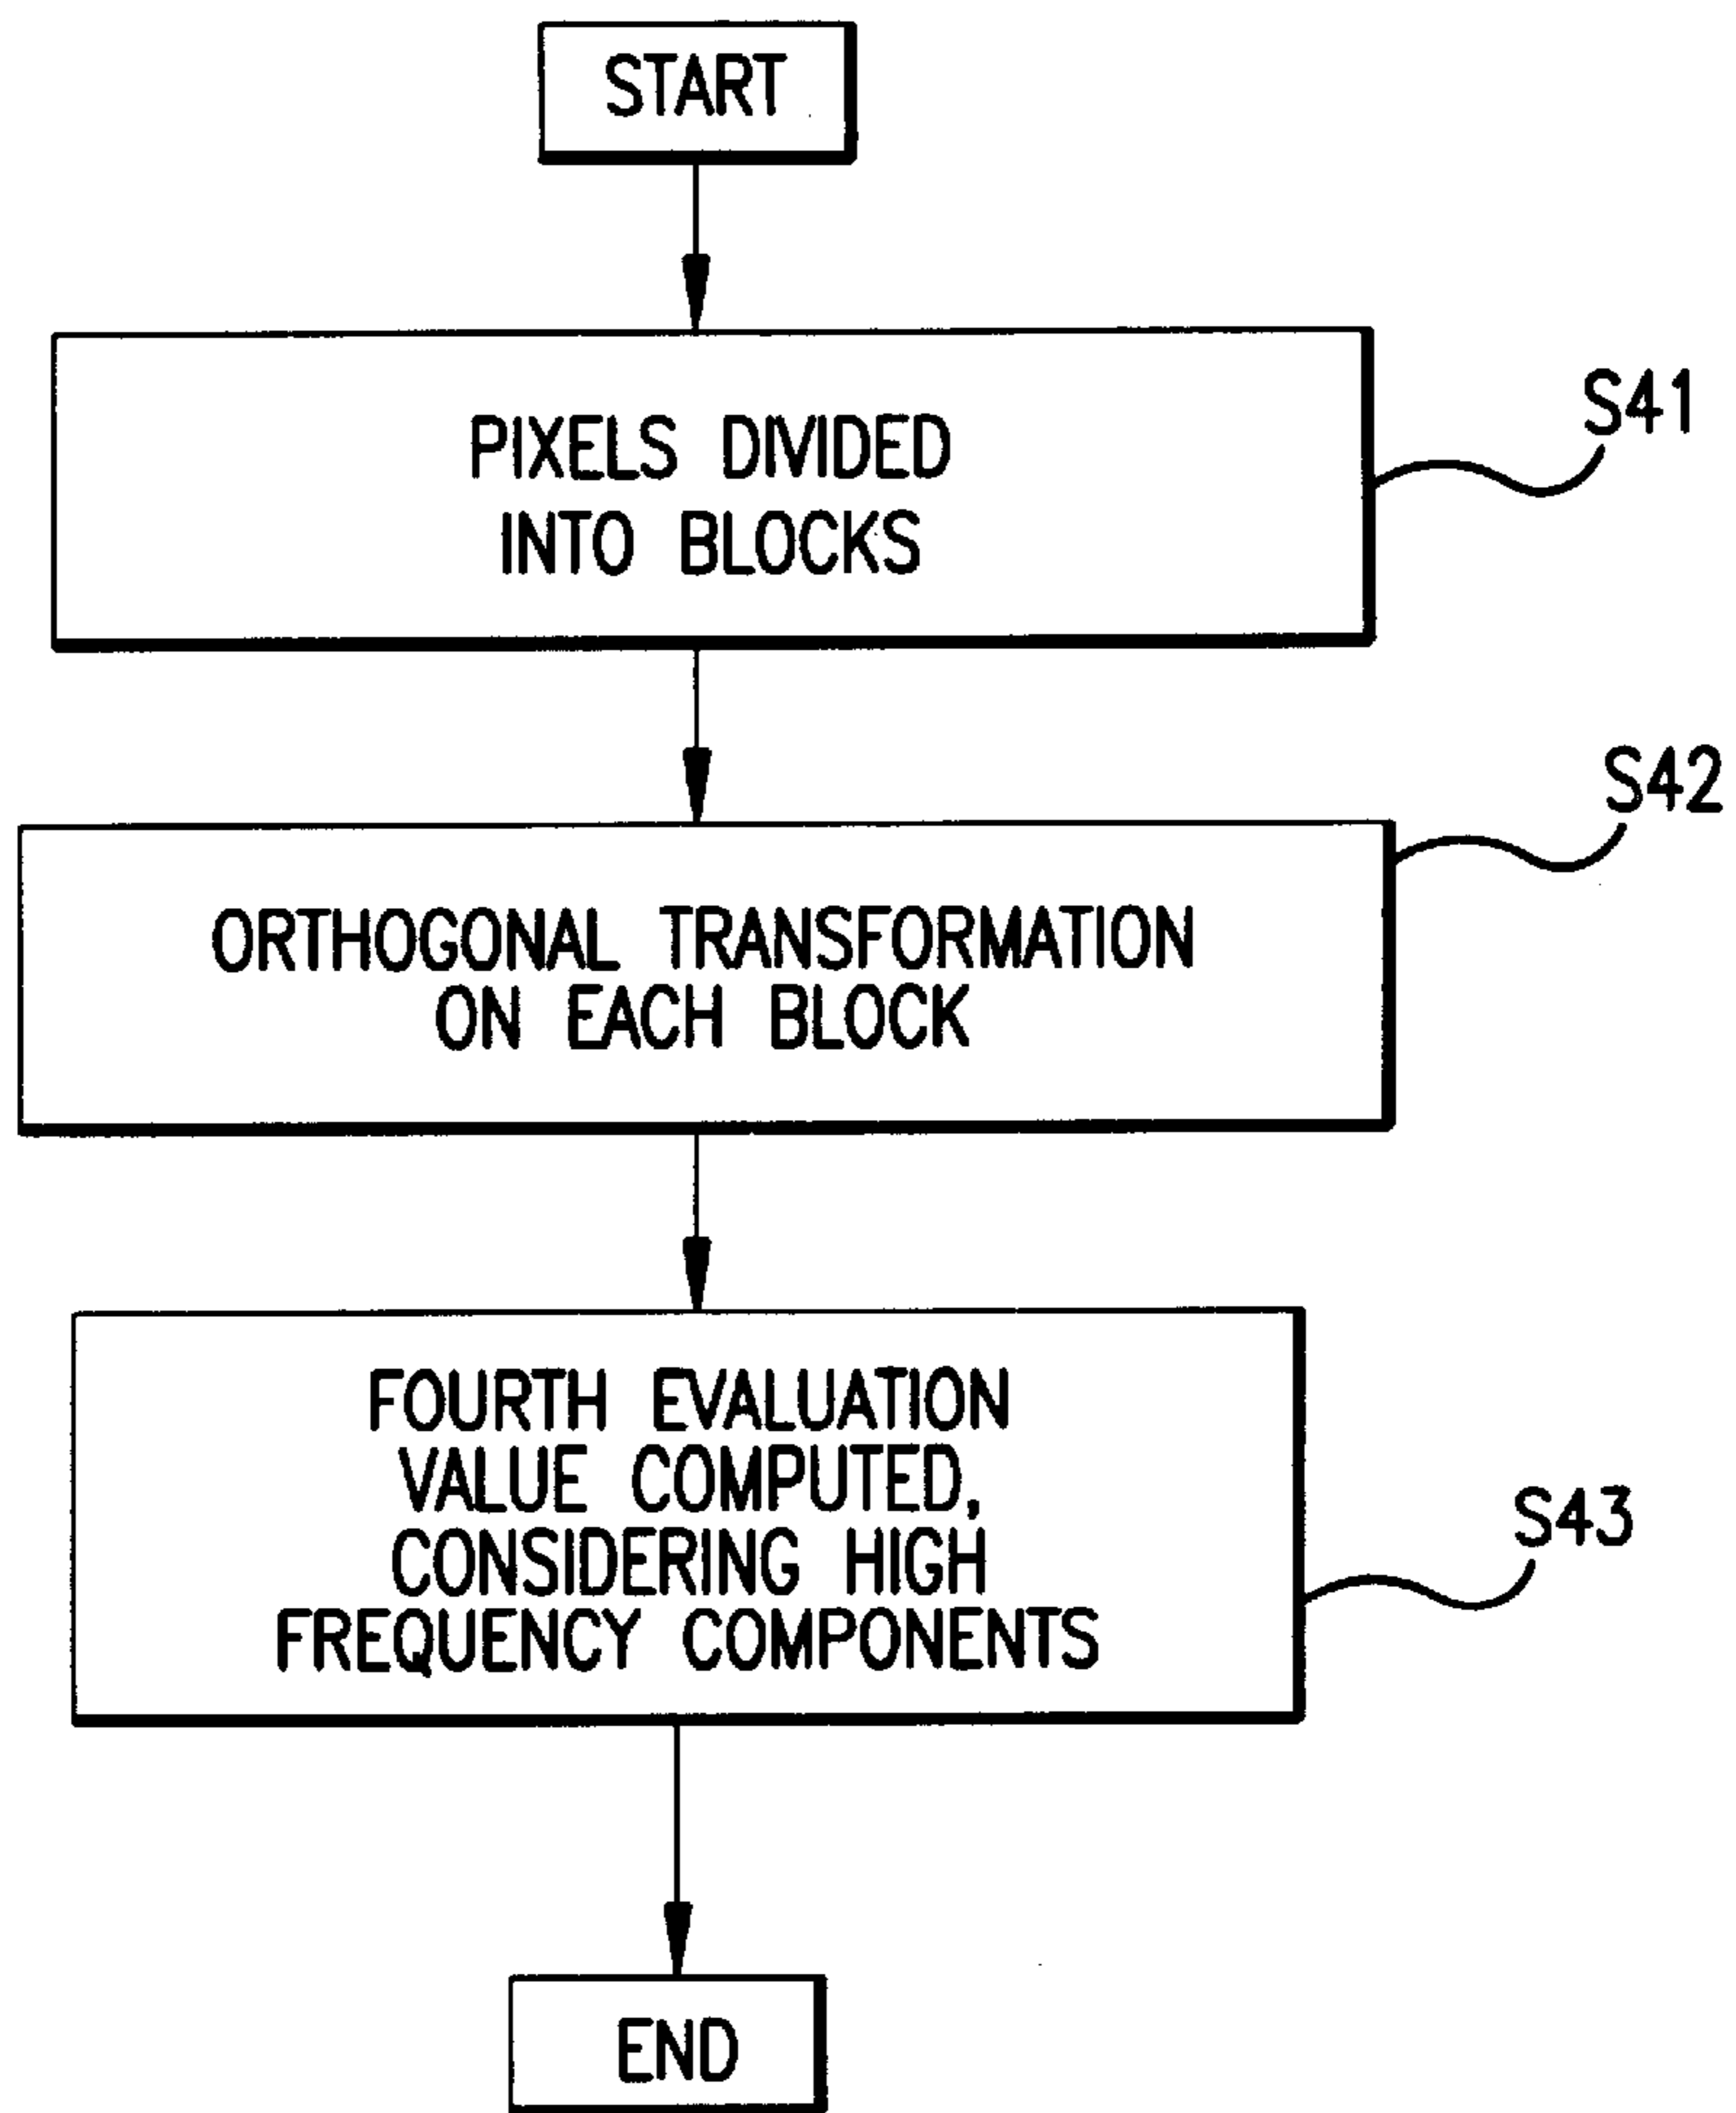 START
PIXELS DIVIDED
INTO BLOCKS
S41
ORTHOGONAL TRANSFORMATION
ON EACH BLOCK
S42
FOURTH EVALUATION
VALUE COMPUTED,
CONSIDERING HIGH
FREQUENCY COMPONENTS
S43
END